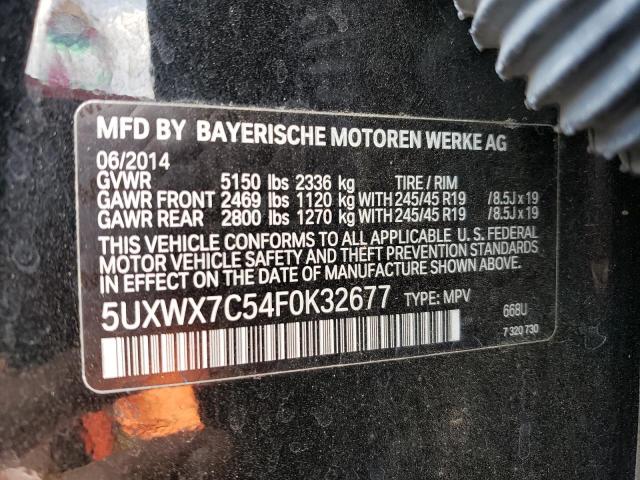 MFD BY BAYERISCHE MOTOREN WERKE AG
06/2014
GVWR 5150 lbs 2336 kg TIRE / RIM
GAWR FRONT 2469 lbs 1120 kg WITH 245/45 R19 /8.5J x 19
GAWR REAR 2800 lbs 1270 kg WITH 245/45 R19 /8.5J x 19
THIS VEHICLE CONFORMS TO ALL APPLICABLE U.S. FEDERAL
MOTOR VEHICLE SAFETY AND THEFT PREVENTION STANDARDS
IN EFFECT ON THE DATE OF MANUFACTURE SHOWN ABOVE.
5UXWX7C54F0K32677 TYPE: MPV 668U
7 320 730